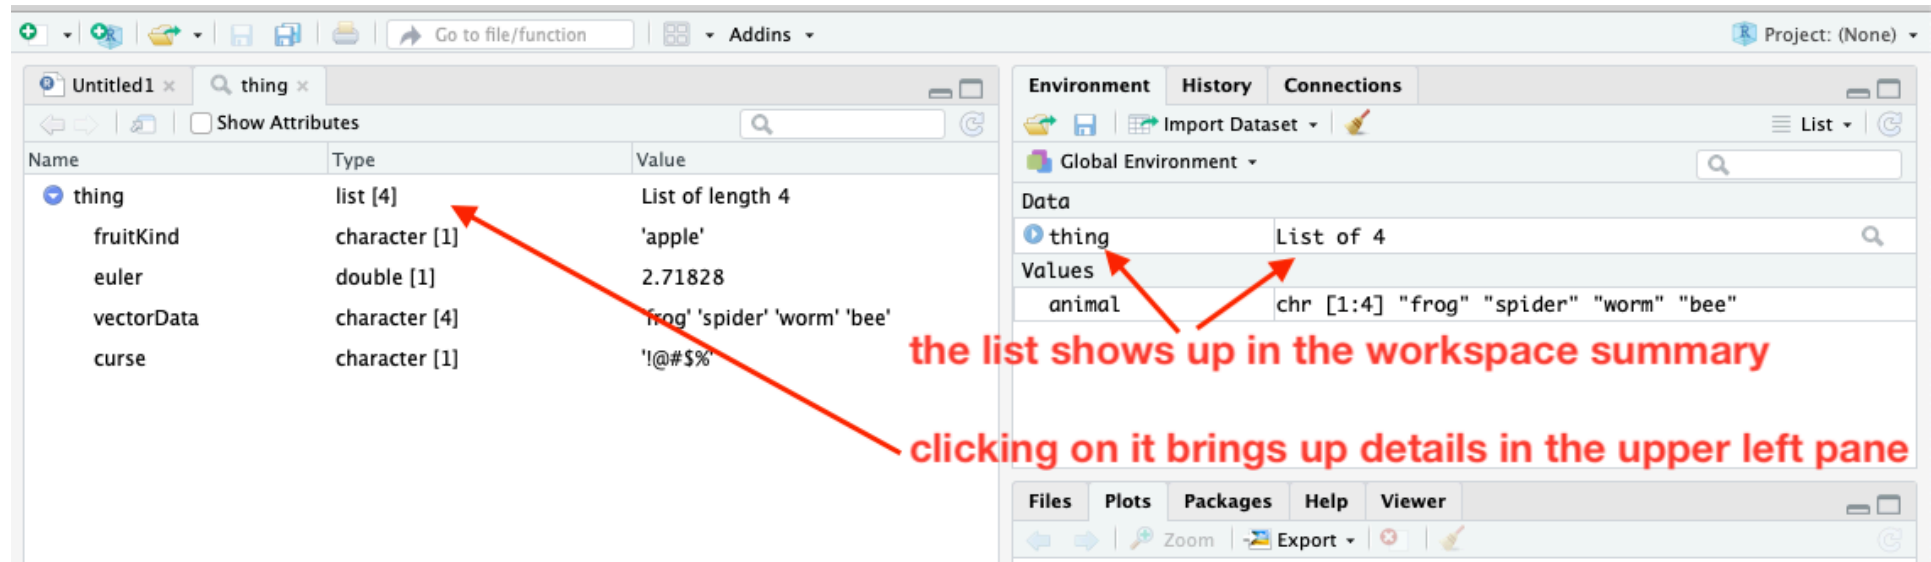 Go to file/function
Addins
Project: (None)
Untitled1
thing
Show Attributes
Name Type Value
thing list [4] List of length 4
fruitKind character [1] 'apple'
euler double [1] 2.71828
vectorData character [4] 'frog' 'spider' 'worm' 'bee'
curse character [1] '!@#$%'
Environment History Connections
Import Dataset List
Global Environment
Data
thing List of 4
Values
animal chr [1:4] "frog" "spider" "worm" "bee"
the list shows up in the workspace summary
clicking on it brings up details in the upper left pane
Files Plots Packages Help Viewer
Zoom Export